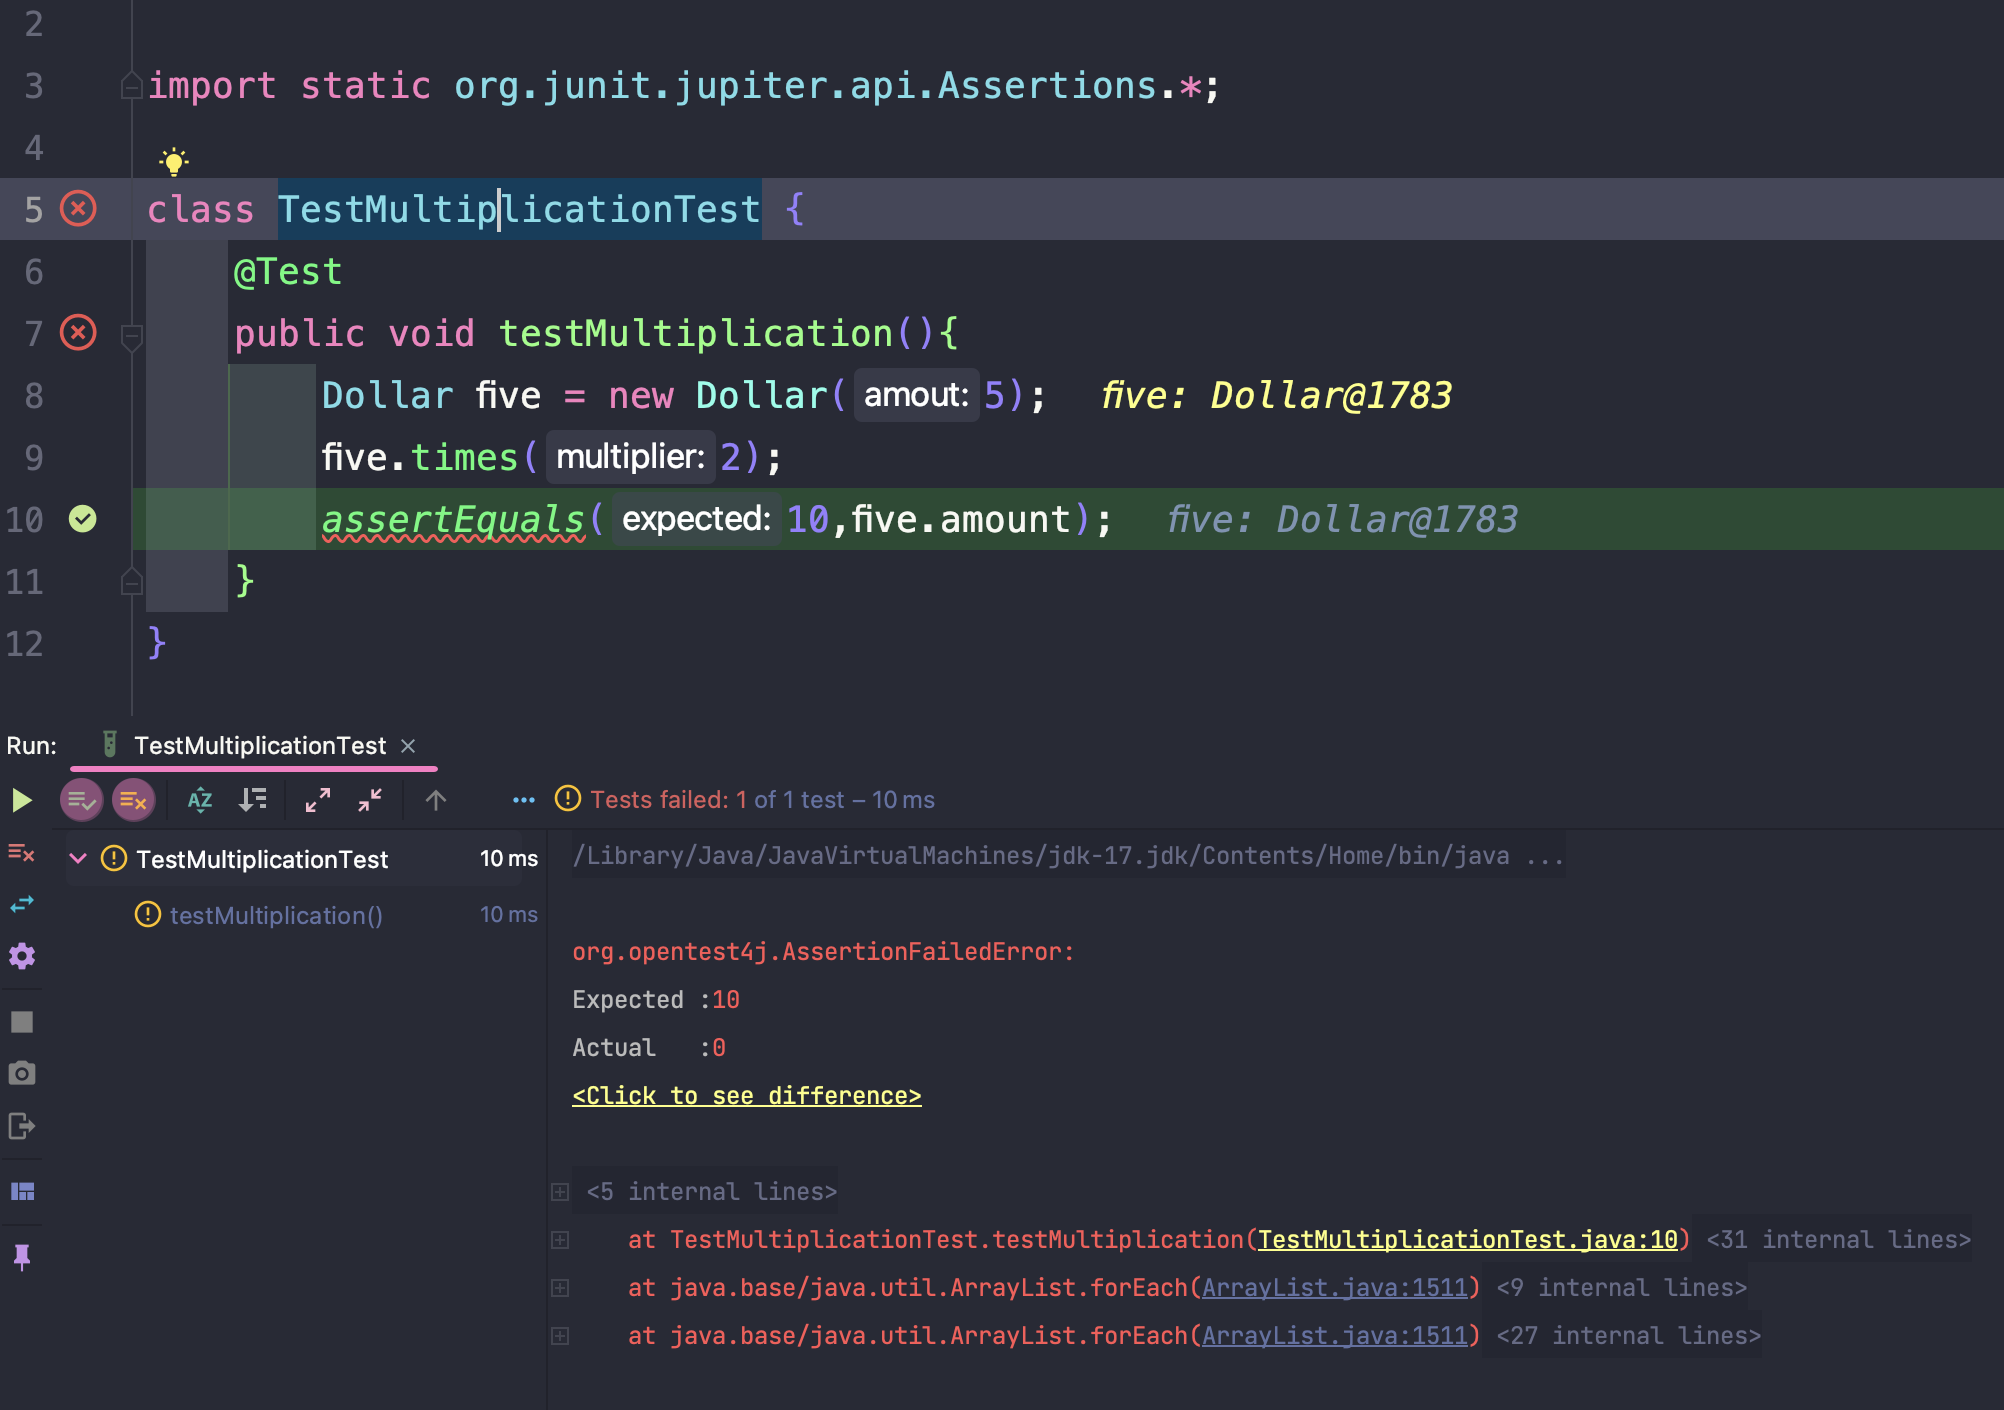 2
3 import static org.junit.jupiter.api.Assertions.*;
4
5 class TestMultiplicationTest {
6 @Test
7 public void testMultiplication(){
8 Dollar five = new Dollar( amout: 5); five: Dollar@1783
9 five.times( multiplier: 2);
10 assertEquals( expected: 10,five.amount); five: Dollar@1783
11 }
12 }
Run: TestMultiplicationTest ×
Tests failed: 1 of 1 test – 10 ms
TestMultiplicationTest 10 ms
testMultiplication() 10 ms
/Library/Java/JavaVirtualMachines/jdk-17.jdk/Contents/Home/bin/java ...
org.opentest4j.AssertionFailedError:
Expected :10
Actual   :0
<Click to see difference>
<5 internal lines>
at TestMultiplicationTest.testMultiplication(TestMultiplicationTest.java:10) <31 internal lines>
at java.base/java.util.ArrayList.forEach(ArrayList.java:1511) <9 internal lines>
at java.base/java.util.ArrayList.forEach(ArrayList.java:1511) <27 internal lines>